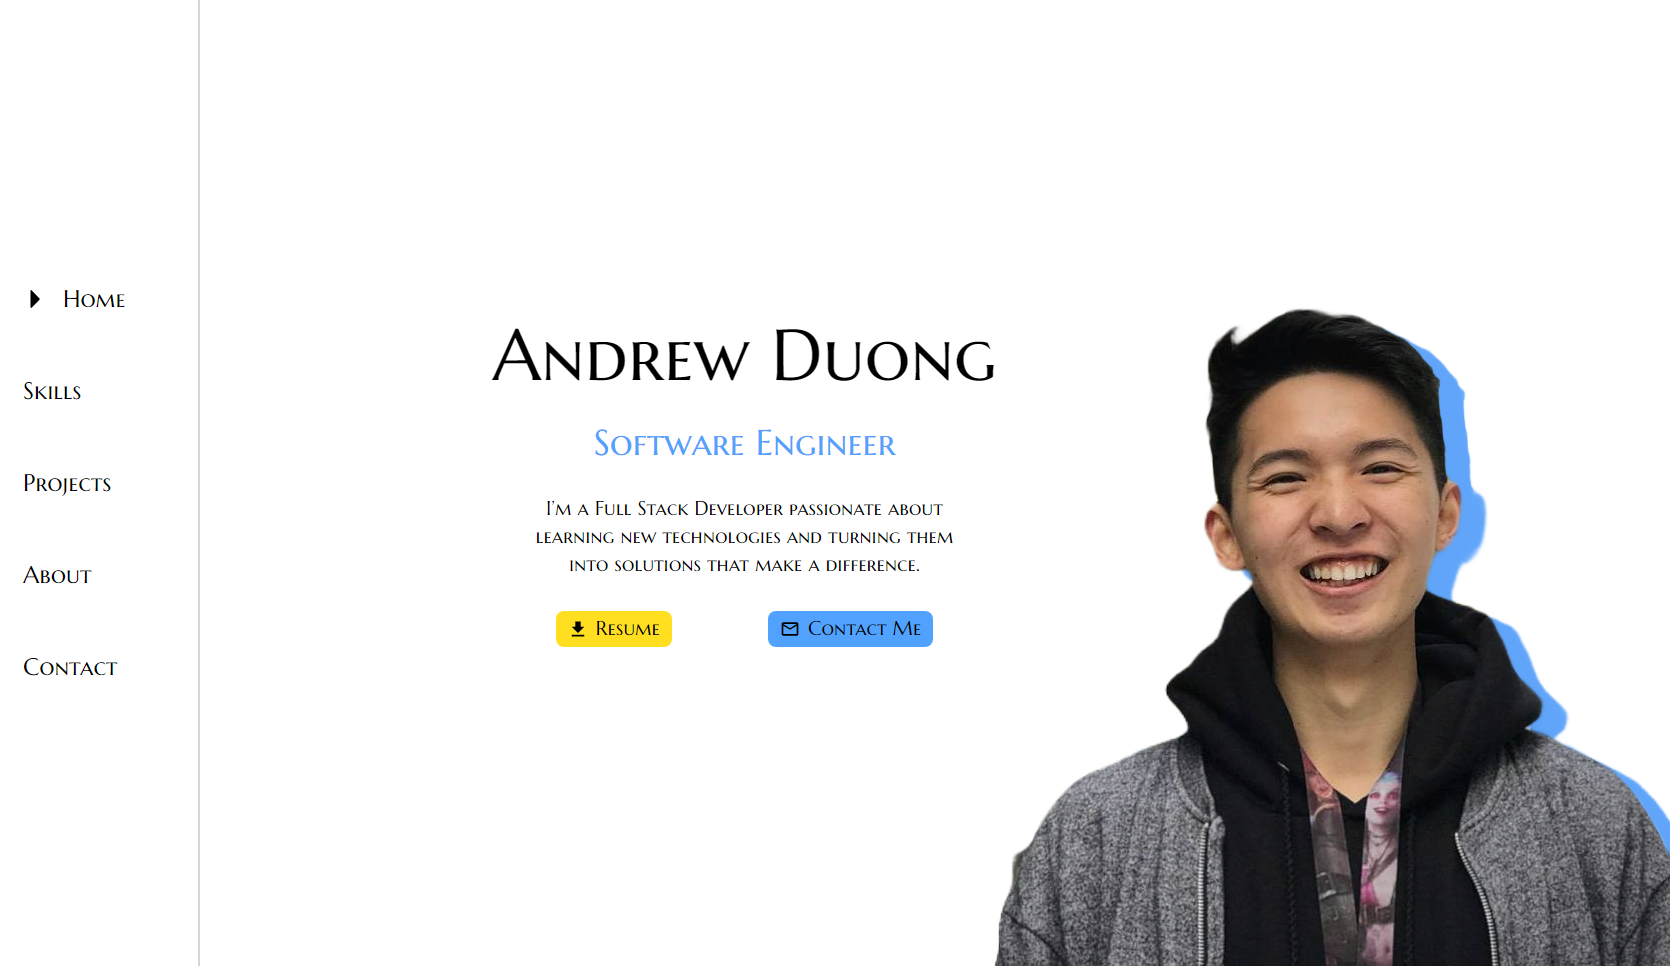 Home
Skills
Projects
About
Contact
Andrew Duong
Software Engineer
I'm a Full Stack Developer passionate about
learning new technologies and turning them
into solutions that make a difference.
Resume
Contact Me